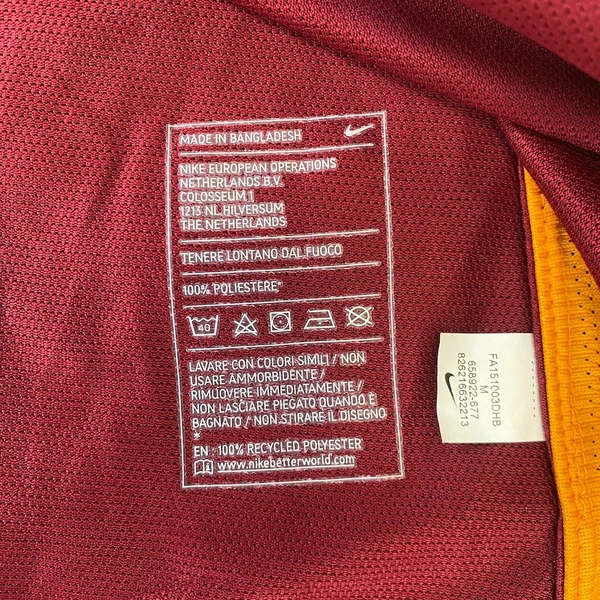 MADE IN BANGLADESH
NIKE EUROPEAN OPERATIONS
NETHERLANDS B.V.
COLOSSEUM 1
1213 NL HILVERSUM
THE NETHERLANDS
TENERE LONTANO DAL FUOCO
100% POLIESTERE*
40
LAVARE CON COLORI SIMILI / NON
USARE AMMORBIDENTE /
RIMUOVERE IMMEDIATAMENTE /
NON LASCIARE PIEGATO QUANDO È
BAGNATO / NON STIRARE IL DISEGNO
*
EN : 100% RECYCLED POLYESTER
www.nikebetterworld.com
FA151003DHB
M
658922-677
826216632213